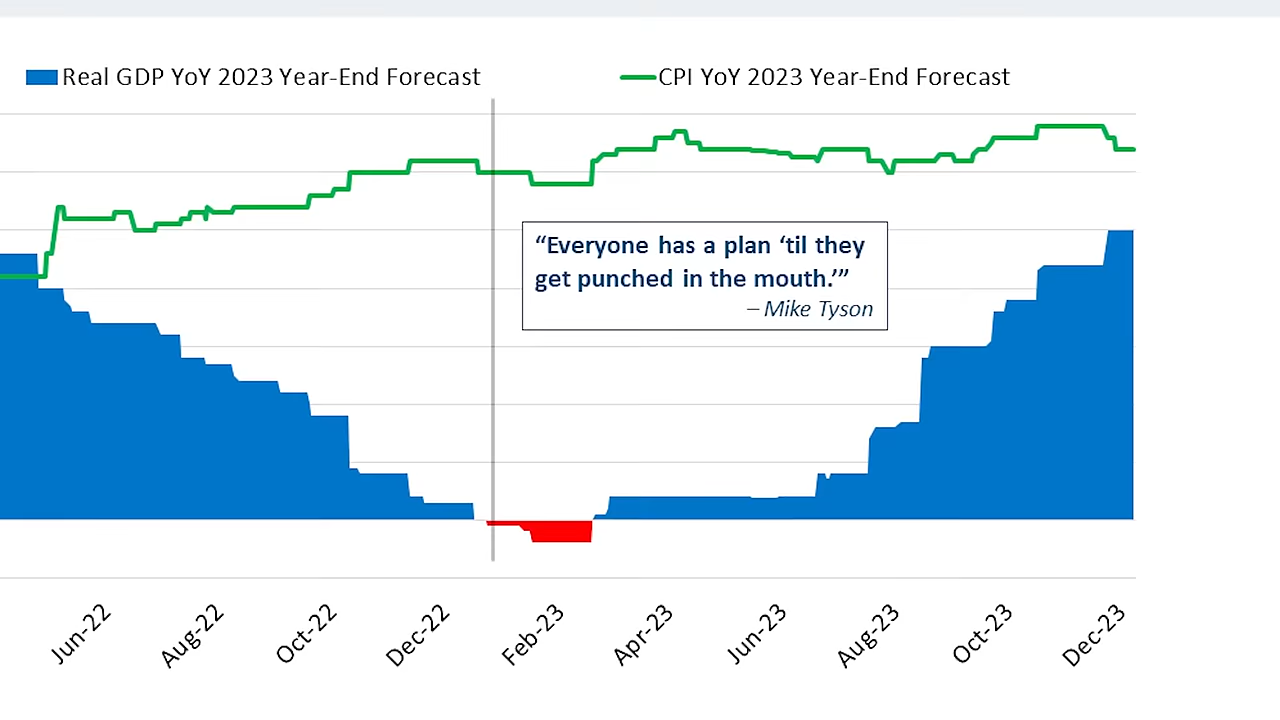 Real GDP YoY 2023 Year-End Forecast
CPI YoY 2023 Year-End Forecast
“Everyone has a plan ‘til they
get punched in the mouth.’”
– Mike Tyson
Jun-22
Aug-22
Oct-22
Dec-22
Feb-23
Apr-23
Jun-23
Aug-23
Oct-23
Dec-23